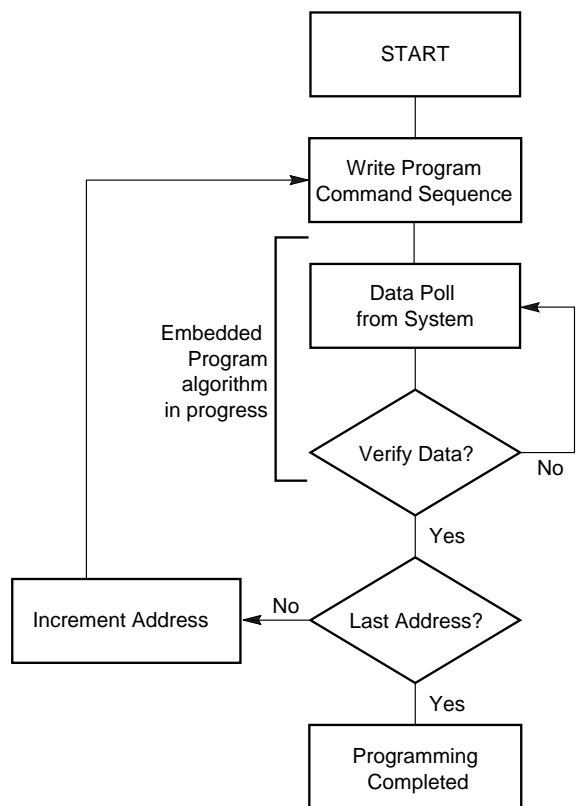 START
Write Program
Command Sequence
Data Poll
from System
Embedded
Program
algorithm
in progress
Verify Data?
No
Yes
Last Address?
No
Increment Address
Yes
Programming
Completed